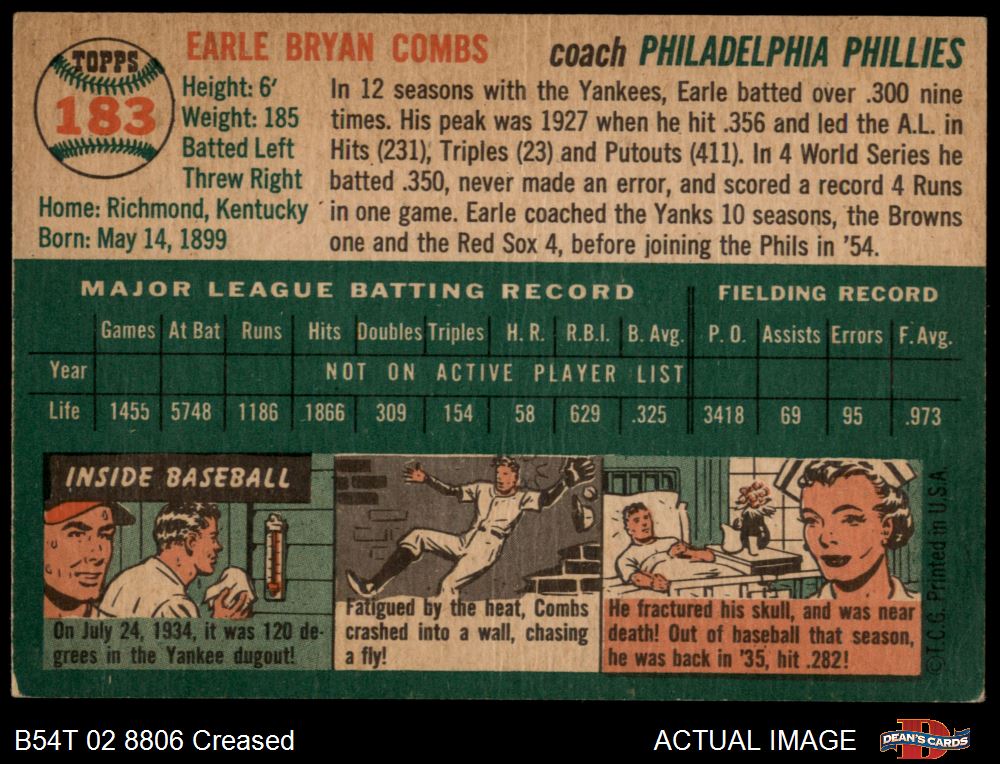 TOPPS
183
EARLE BRYAN COMBS
coach PHILADELPHIA PHILLIES
Height: 6'
Weight: 185
Batted Left
Threw Right
Home: Richmond, Kentucky
Born: May 14, 1899
In 12 seasons with the Yankees, Earle batted over .300 nine
times. His peak was 1927 when he hit .356 and led the A.L. in
Hits (231), Triples (23) and Putouts (411). In 4 World Series he
batted .350, never made an error, and scored a record 4 Runs
in one game. Earle coached the Yanks 10 seasons, the Browns
one and the Red Sox 4, before joining the Phils in '54.
MAJOR LEAGUE BATTING RECORD FIELDING RECORD
Games At Bat Runs Hits Doubles Triples H. R. R.B.I. B. Avg. P. O. Assists Errors F. Avg.
Year NOT ON ACTIVE PLAYER LIST
Life 1455 5748 1186 1866 309 154 58 629 .325 3418 69 95 .973
INSIDE BASEBALL
On July 24, 1934, it was 120 de-
grees in the Yankee dugout!
Fatigued by the heat, Combs
crashed into a wall, chasing
a fly!
He fractured his skull, and was near
death! Out of baseball that season,
he was back in '35, hit .282!
©T.C.G. Printed in U.S.A
B54T 02 8806 Creased
ACTUAL IMAGE
D
DEAN'S CARDS